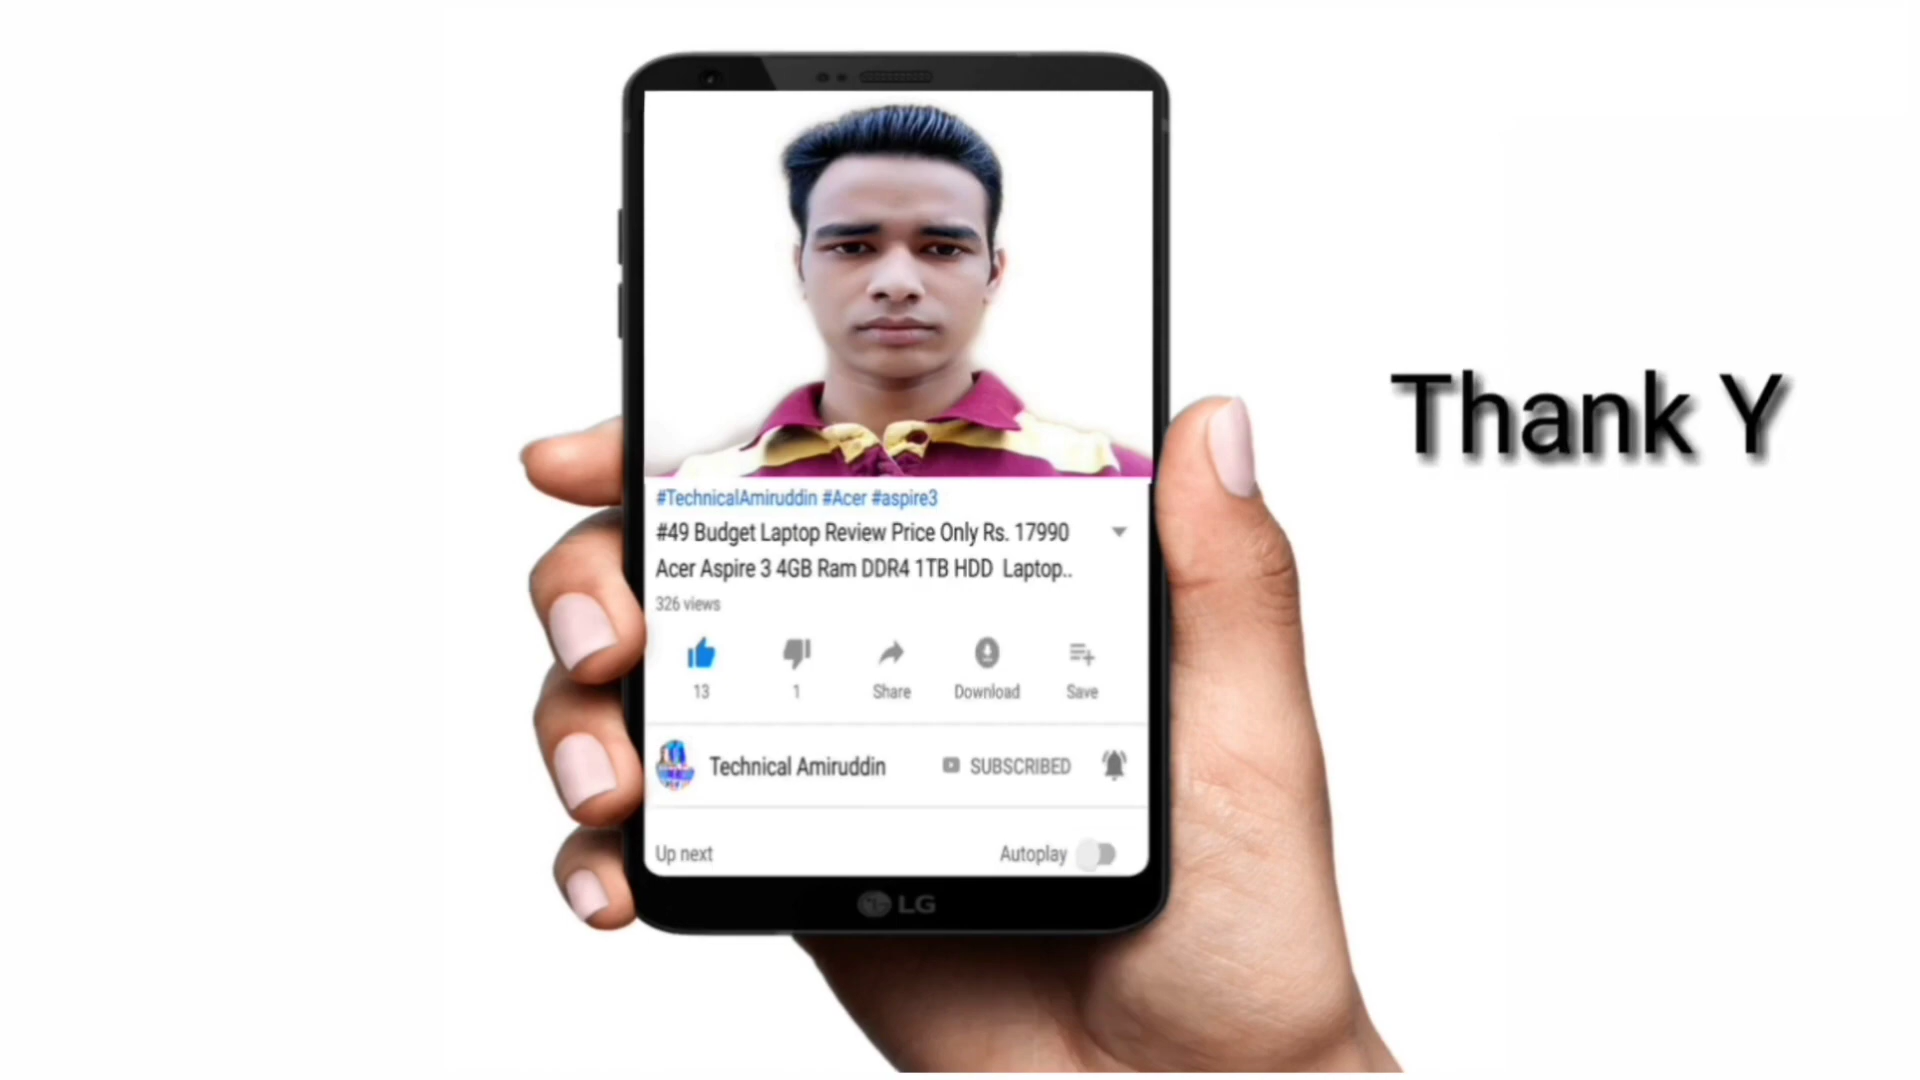 #TechnicalAmiruddin #Acer #aspire3
#49 Budget Laptop Review Price Only Rs. 17990
Acer Aspire 3 4GB Ram DDR4 1TB HDD Laptop..
326 views
13
1
Share
Download
Save
Technical Amiruddin
SUBSCRIBED
Up next
Autoplay
LG
Thank Y